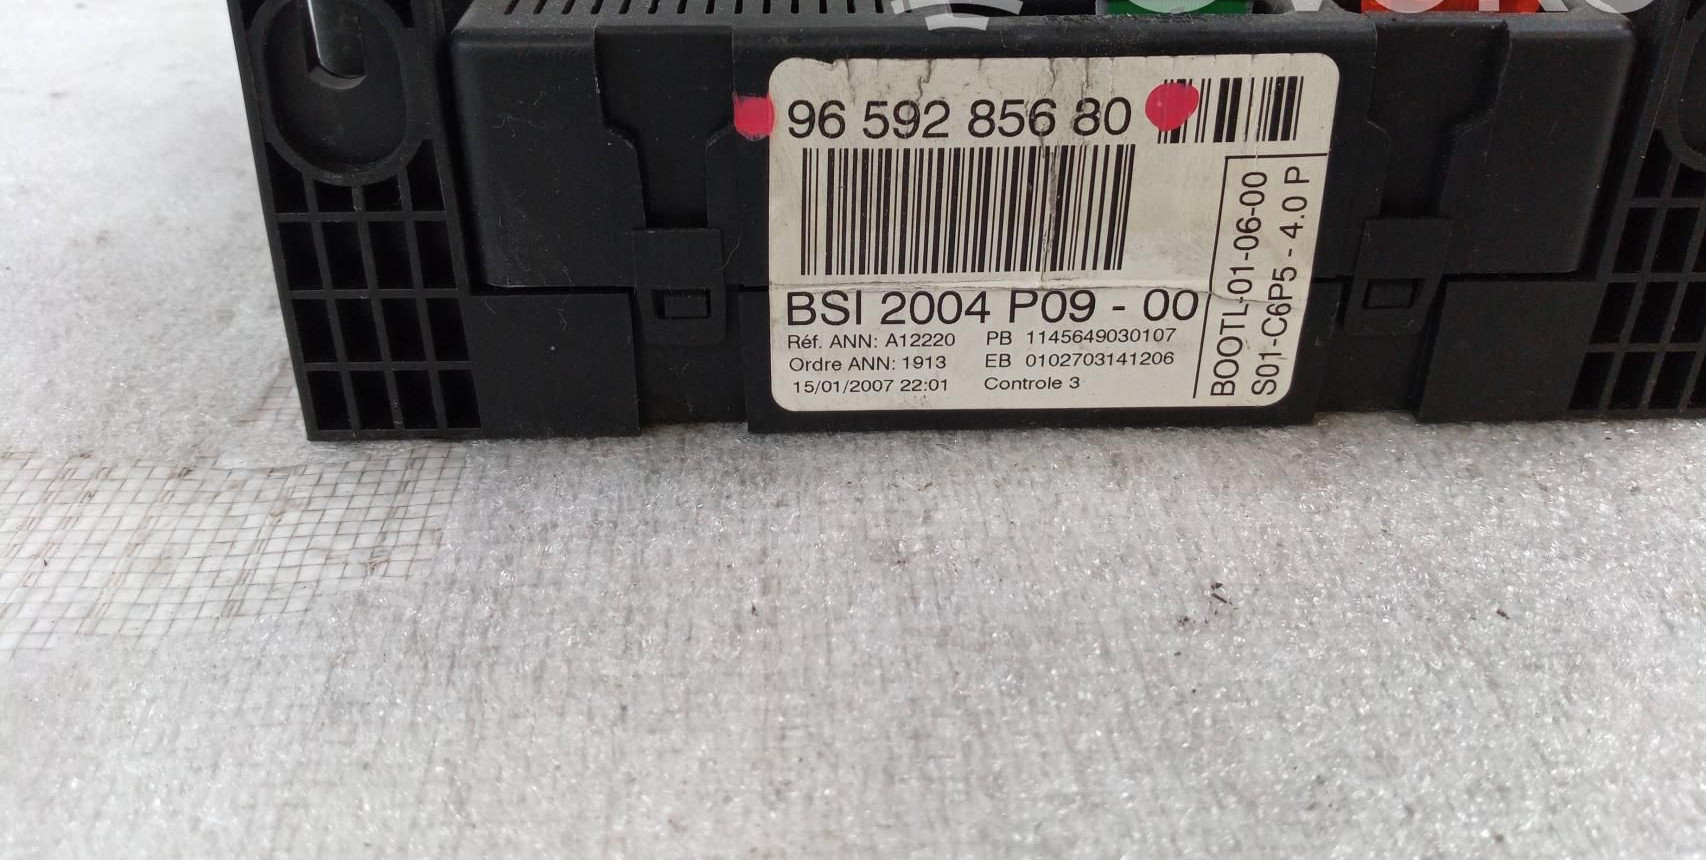 96 592 856 80
BSI 2004 P09 - 00
Réf. ANN: A12220 PB 1145649030107
Ordre ANN: 1913 EB 0102703141206
15/01/2007 22:01 Controle 3
BOOTL-01-06-00
S01-C6P5 - 4.0 P